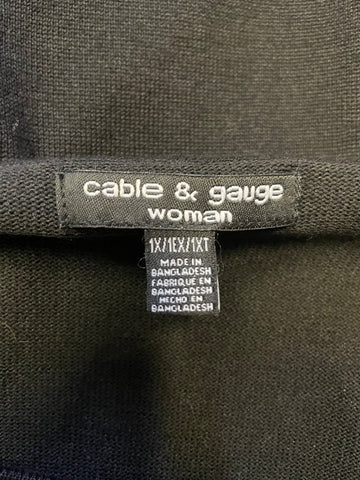 cable & gauge
woman
1X/1EX/1XT
MADE IN
BANGLADESH
FABRIQUE EN
BANGLADESH
HECHO EN
BANGLADESH